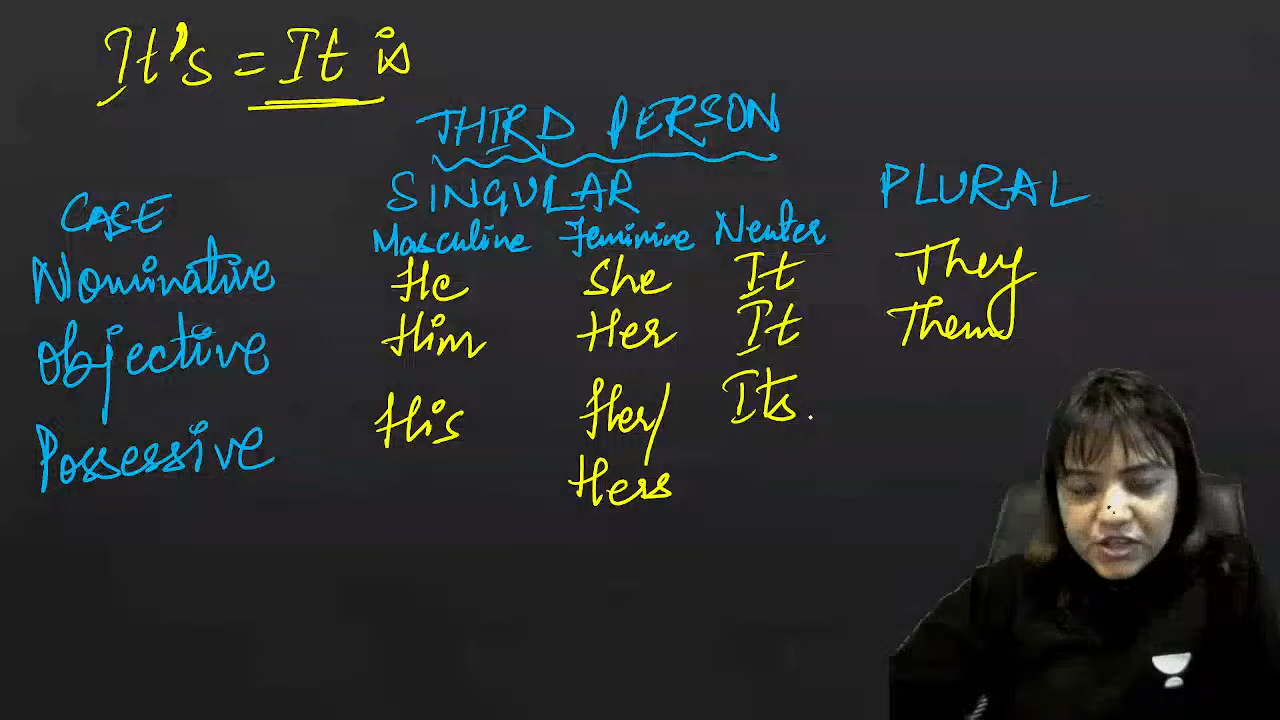 It's = It is
THIRD PERSON
CASE SINGULAR PLURAL
Masculine Feminine Neuter
Nominative He She It They
Objective Him Her It Them
Possessive His Her/ Its.
Hers